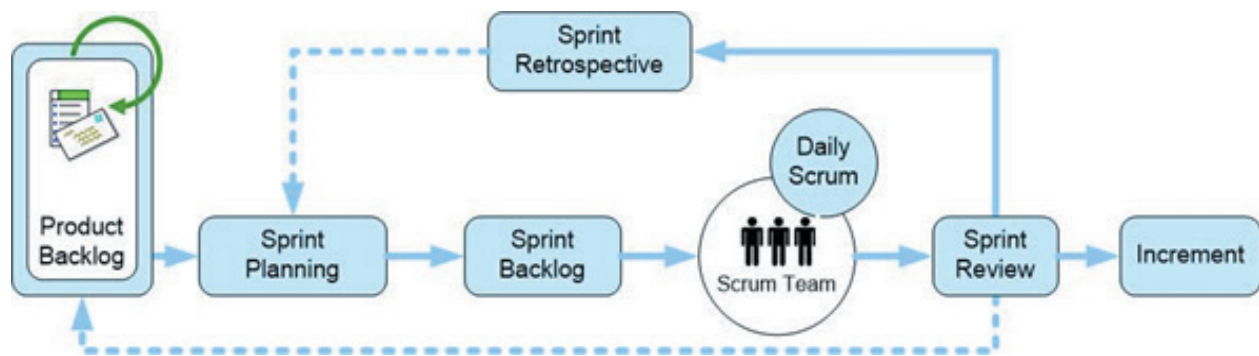 Sprint
Retrospective
Daily
Scrum
Product
Backlog
Sprint
Planning
Sprint
Backlog
Scrum Team
Sprint
Review
Increment